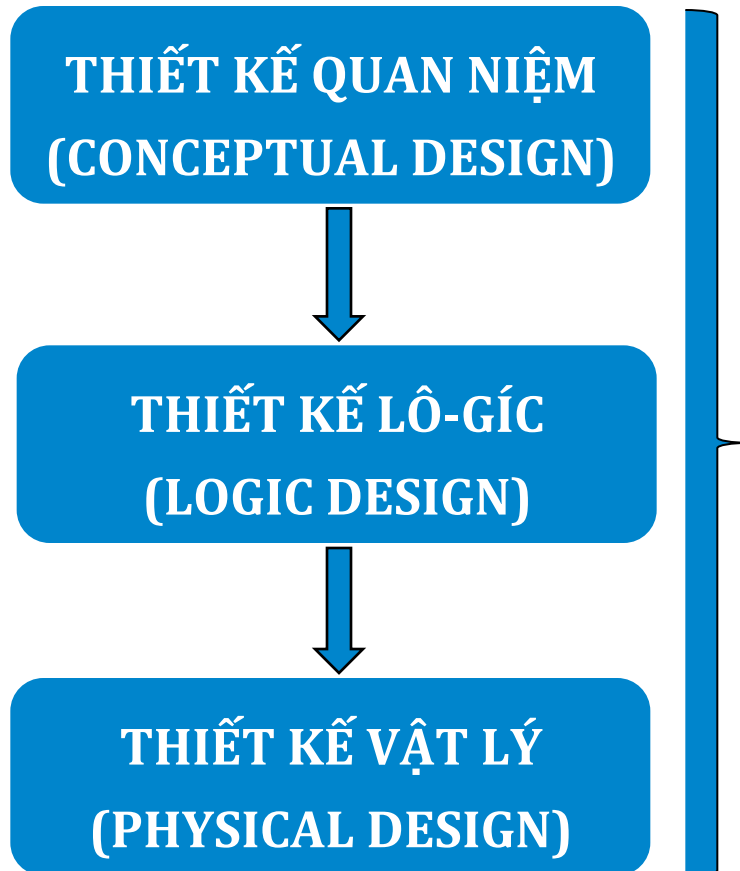 THIẾT KẾ QUAN NIỆM
(CONCEPTUAL DESIGN)
THIẾT KẾ LÔ-GÍC
(LOGIC DESIGN)
THIẾT KẾ VẬT LÝ
(PHYSICAL DESIGN)